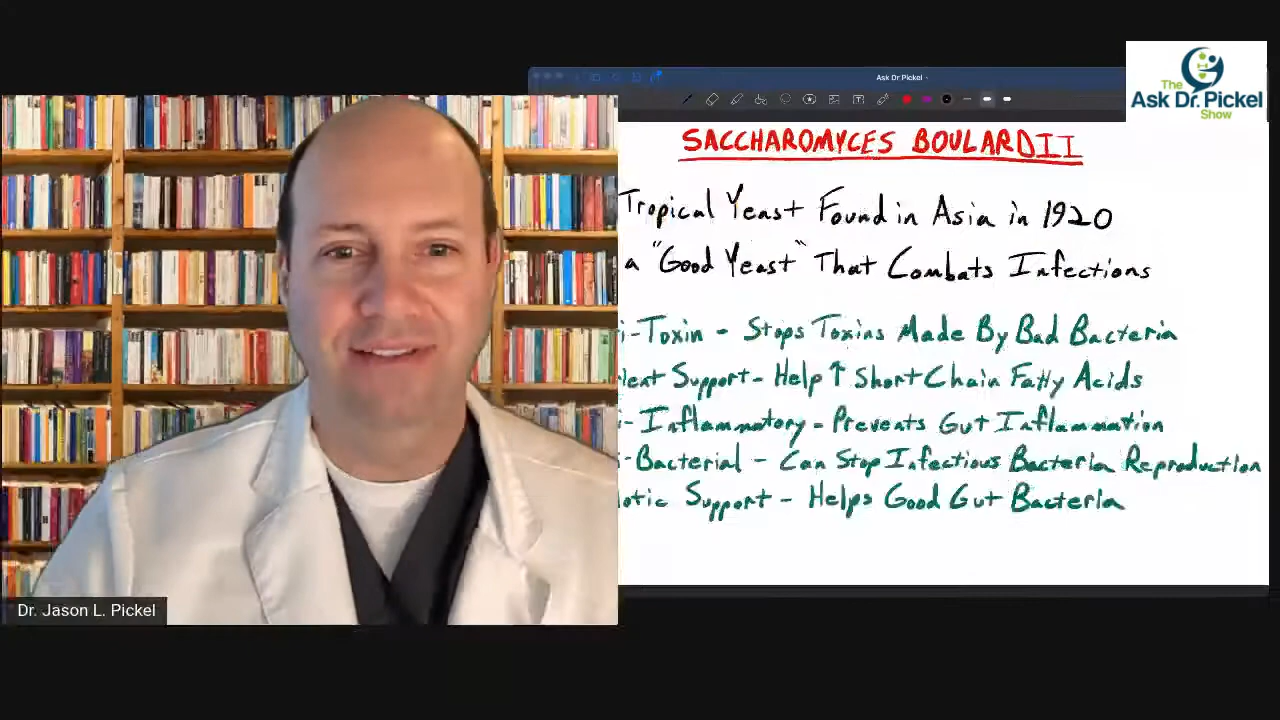 The
Ask Dr. Pickel
Show
Ask Dr Pickel
SACCHAROMYCES BOULARDII
Tropical Yeast Found in Asia in 1920
a "Good Yeast" That Combats Infections
i-Toxin - Stops Toxins Made By Bad Bacteria
Support - Help ↑ Short Chain Fatty Acids
i-Inflammatory - Prevents Gut Inflammation
i-Bacterial - Can Stop Infectious Bacteria Reproduction
iotic Support - Helps Good Gut Bacteria
Dr. Jason L. Pickel